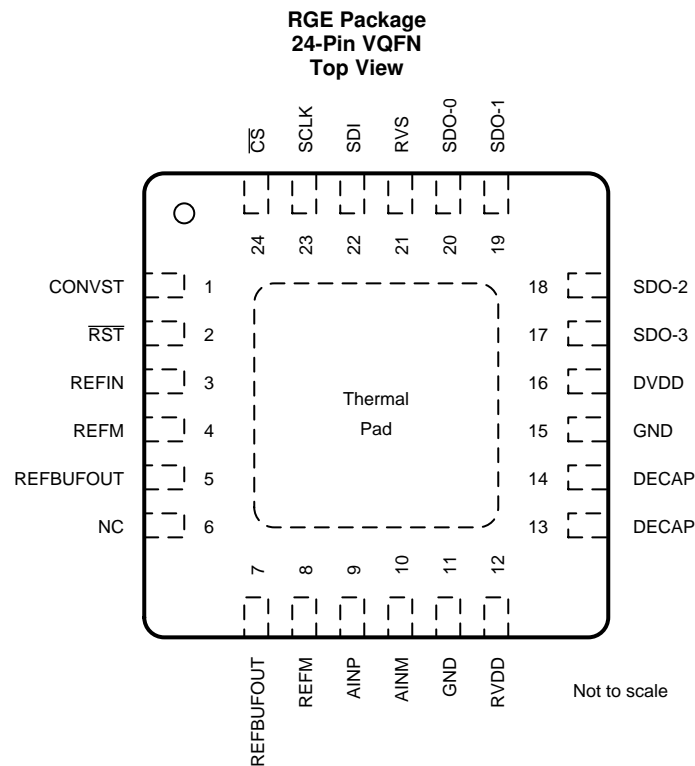 RGE Package
24-Pin VQFN
Top View
C̅S̅
SCLK
SDI
RVS
SDO-0
SDO-1
24
23
22
21
20
19
CONVST 1
R̅S̅T̅ 2
REFIN 3
REFM 4
REFBUFOUT 5
NC 6
Thermal
Pad
18 SDO-2
17 SDO-3
16 DVDD
15 GND
14 DECAP
13 DECAP
7
8
9
10
11
12
REFBUFOUT
REFM
AINP
AINM
GND
RVDD
Not to scale